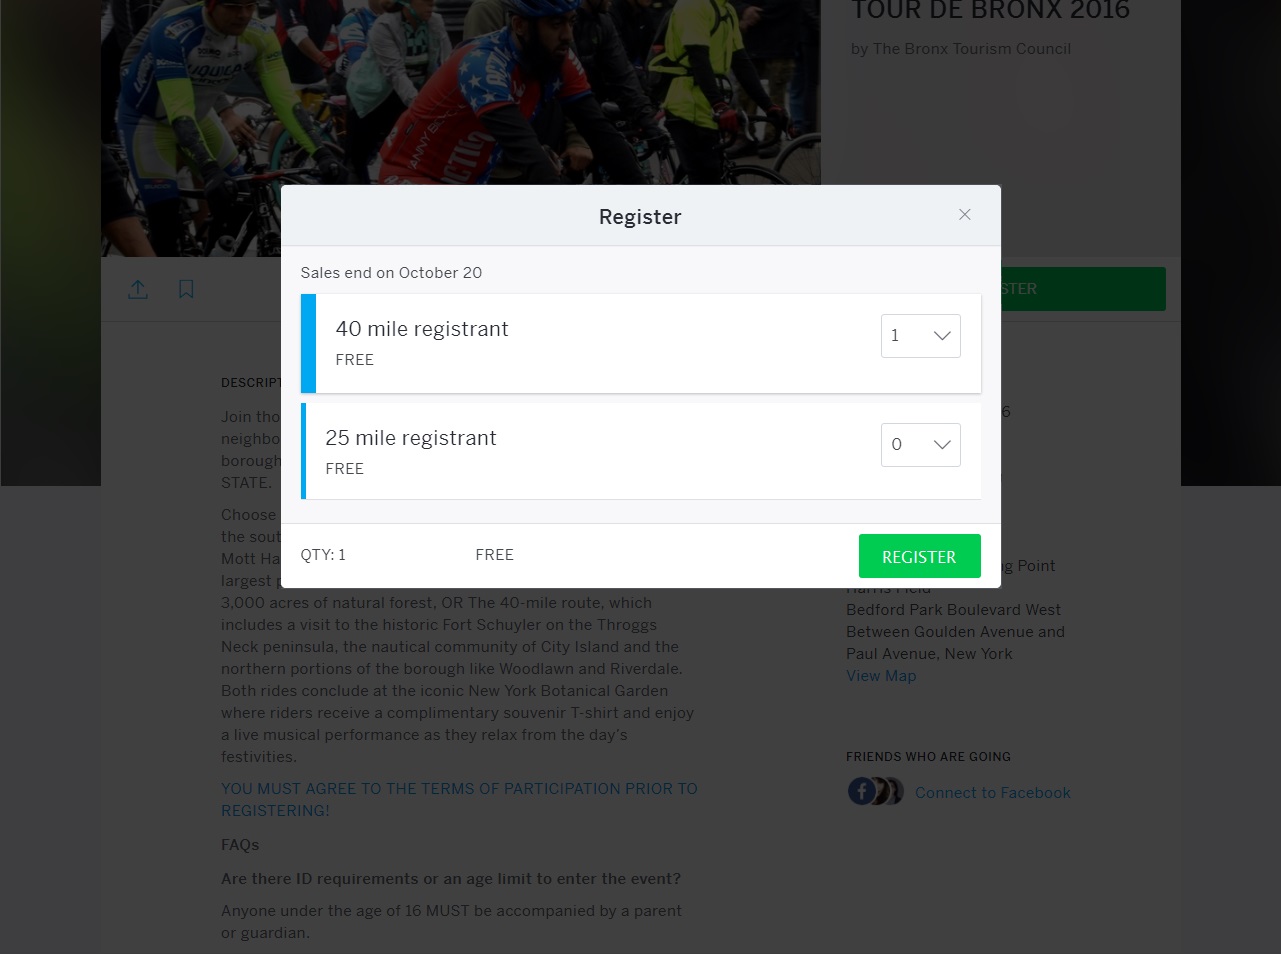 TOUR DE BRONX 2016
by The Bronx Tourism Council
Register
Sales end on October 20
40 mile registrant
FREE
1
25 mile registrant
FREE
0
QTY: 1
FREE
REGISTER
STER
6
DESCRIPT
Join tho
neighbo
borough
STATE.
Choose
the sout
Mott Ha
largest p
3,000 acres of natural forest, OR The 40-mile route, which
includes a visit to the historic Fort Schuyler on the Throggs
Neck peninsula, the nautical community of City Island and the
northern portions of the borough like Woodlawn and Riverdale.
Both rides conclude at the iconic New York Botanical Garden
where riders receive a complimentary souvenir T-shirt and enjoy
a live musical performance as they relax from the day's
festivities.
YOU MUST AGREE TO THE TERMS OF PARTICIPATION PRIOR TO
REGISTERING!
FAQs
Are there ID requirements or an age limit to enter the event?
Anyone under the age of 16 MUST be accompanied by a parent
or guardian.
g Point
Harris Field
Bedford Park Boulevard West
Between Goulden Avenue and
Paul Avenue, New York
View Map
FRIENDS WHO ARE GOING
Connect to Facebook